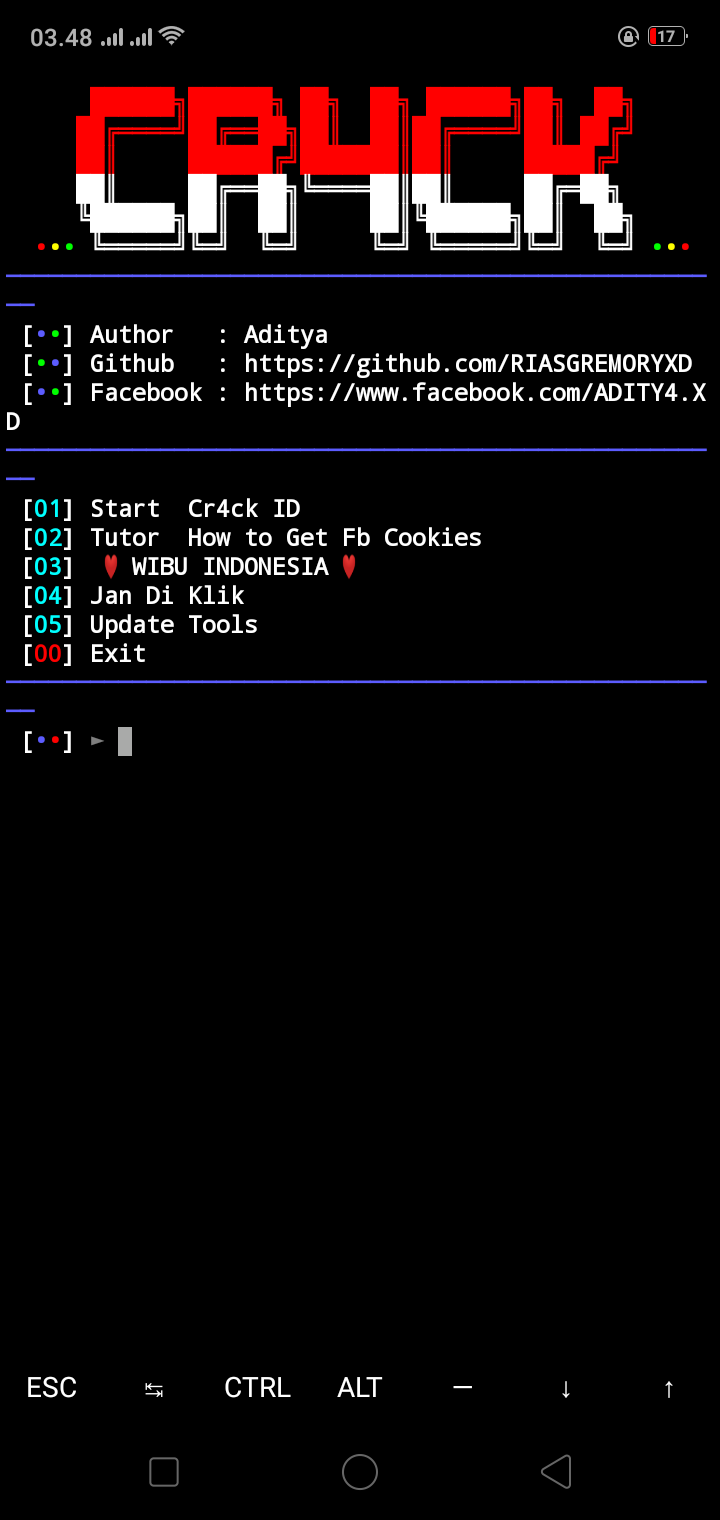 03.48 17
CR4CK
[••] Author : Aditya
[••] Github : https://github.com/RIASGREMORYXD
[••] Facebook : https://www.facebook.com/ADITY4.X
D
[01] Start Cr4ck ID
[02] Tutor How to Get Fb Cookies
[03] ♥ WIBU INDONESIA ♥
[04] Jan Di Klik
[05] Update Tools
[00] Exit
[••] ►
ESC ↹ CTRL ALT — ↓ ↑